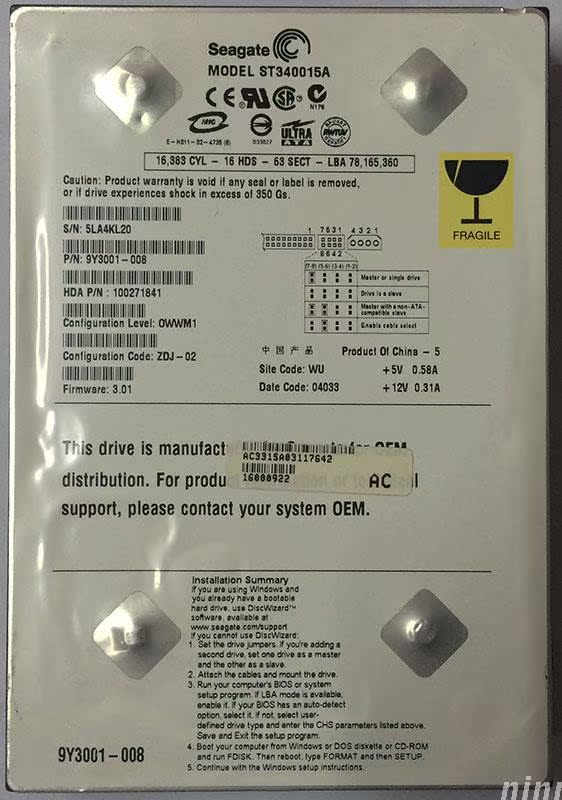 Seagate
MODEL ST340015A
N176
MIC
E-H011-02-4736 (B)
D33027
ULTRA
ATA
16,383 CYL - 16 HDS - 63 SECT - LBA 78,165,360
Caution: Product warranty is void if any seal or label is removed,
or if drive experiences shock in excess of 350 Gs.
FRAGILE
S/N: 5LA4KL20
P/N: 9Y3001-008
HDA P/N : 100271841
Configuration Level: OWWM1
Configuration Code: ZDJ-02
Firmware: 3.01
1 7531 4321
8642
(7-8) (5-6) (3-4) (1-2)
Master or single drive
Drive is a slave
Master with a non-ATA-
compatible slave
Enable cable select
中国产品 Product Of China - 5
Site Code: WU +5V 0.58A
Date Code: 04033 +12V 0.31A
This drive is manufact for OEM
distribution. For produ
support, please contact your system OEM.
AC331SA03117642
16000922
AC
Installation Summary
If you are using Windows and
you already have a bootable
hard drive, use DiscWizard™
software, available at
www.seagate.com/support
If you cannot use DiscWizard:
1. Set the drive jumpers. If you're adding a
second drive, set one drive as a master
and the other as a slave.
2. Attach the cables and mount the drive.
3. Run your computer's BIOS or system
setup program. If LBA mode is available,
enable it. If your BIOS has an auto-detect
option, select it. If not, select user-
defined drive type and enter the CHS parameters listed above.
Save and Exit the setup program.
4. Boot your computer from Windows or DOS diskette or CD-ROM
and run FDISK. Then reboot, type FORMAT and then SETUP.
5. Continue with the Windows setup instructions.
9Y3001-008